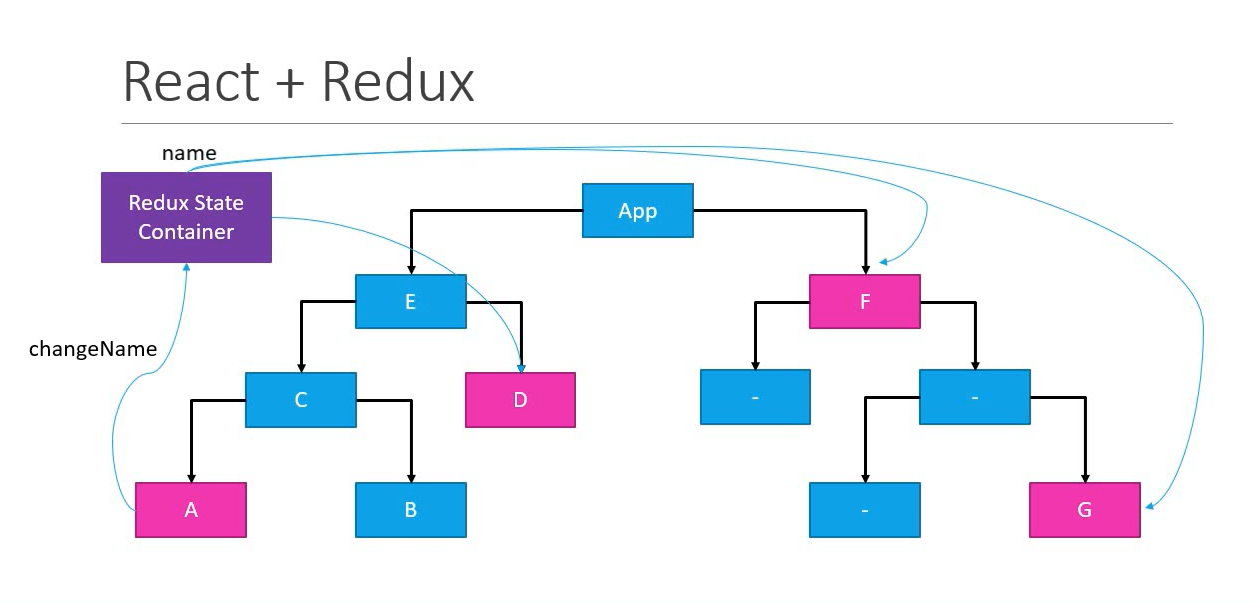 React + Redux
name
Redux State
Container
App
E
F
changeName
C
D
-
-
A
B
-
G